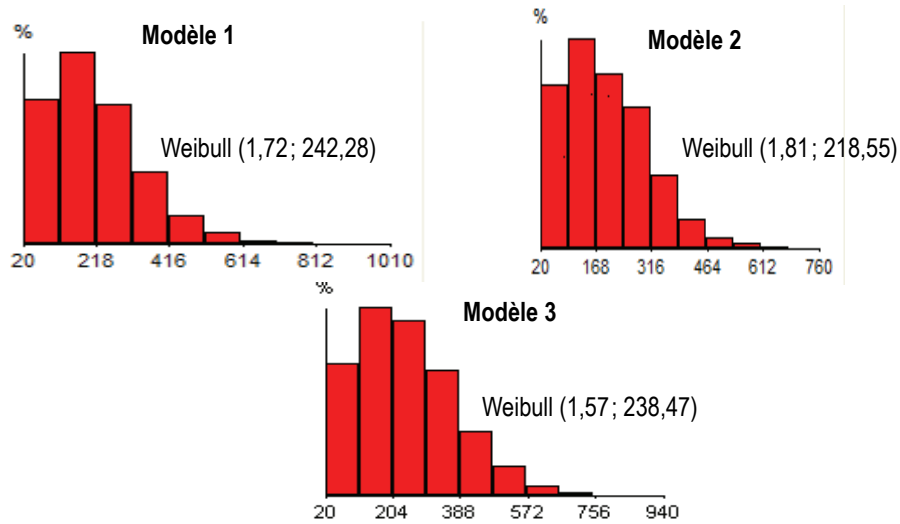 %
Modèle 1
Weibull (1,72 ; 242,28)
20 218 416 614 812 1010
%
Modèle 2
Weibull (1,81 ; 218,55)
20 168 316 464 612 760
%
Modèle 3
Weibull (1,57 ; 238,47)
20 204 388 572 756 940